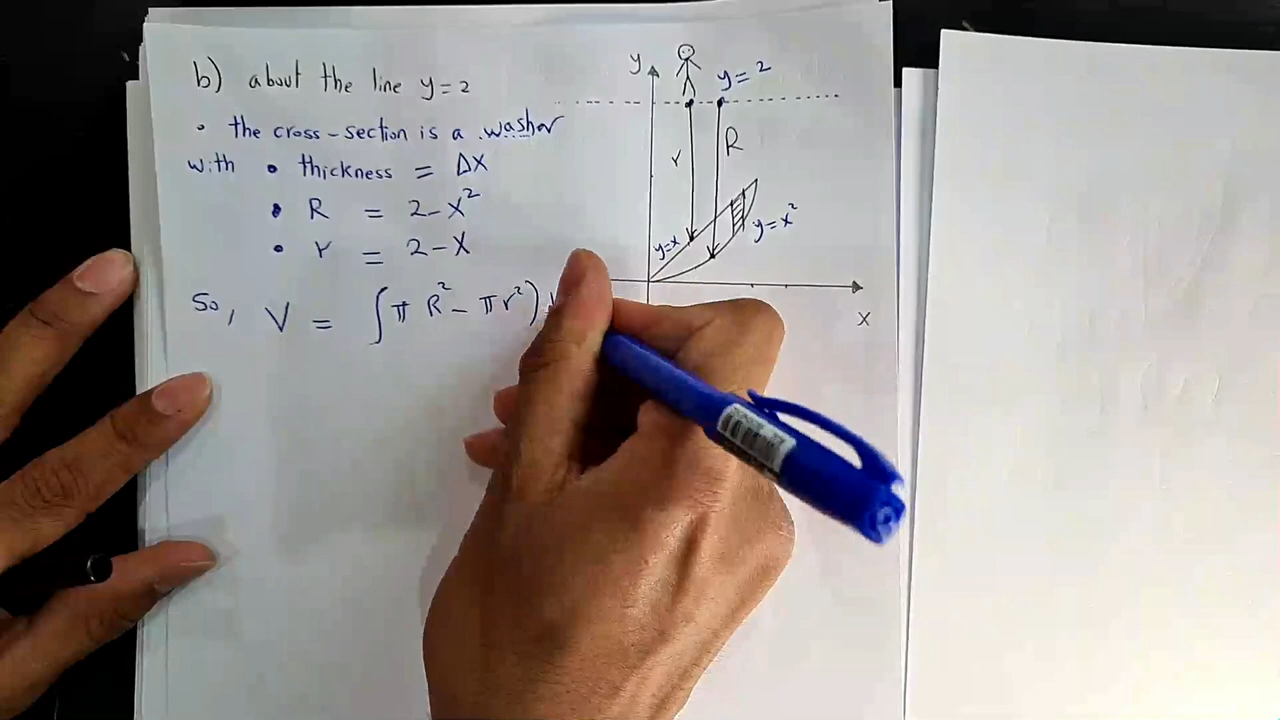 b) about the line y = 2
• the cross-section is a washer
with • thickness = Δx
• R = 2 - x²
• r = 2 - x
So, V = ∫π R² - πr²)
y
y = 2
r
R
y=x
y = x²
x